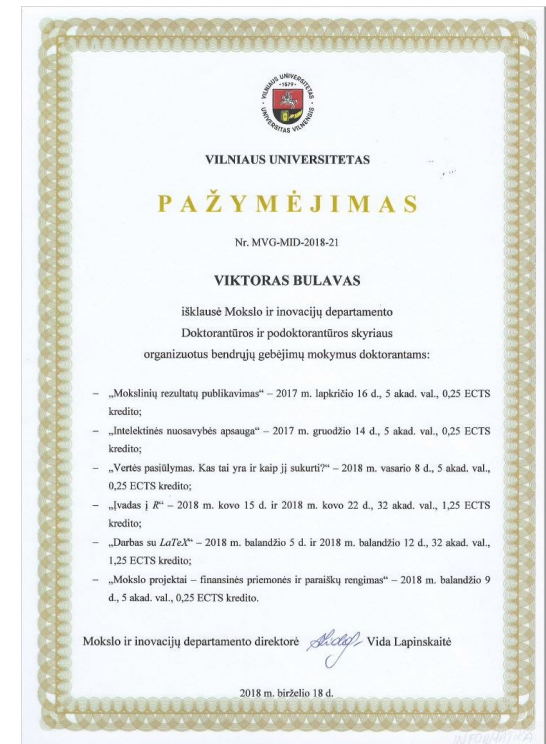 VILNIUS UNIVERSITETAS
·1579·
UNIVERSITAS VILNENSIS
VILNIAUS UNIVERSITETAS
PAŽYMĖJIMAS
Nr. MVG-MID-2018-21
VIKTORAS BULAVAS
išklausė Mokslo ir inovacijų departamento
Doktorantūros ir podoktorantūros skyriaus
organizuotus bendrųjų gebėjimų mokymus doktorantams:
– „Mokslinių rezultatų publikavimas“ – 2017 m. lapkričio 16 d., 5 akad. val., 0,25 ECTS
kredito;
– „Intelektinės nuosavybės apsauga“ – 2017 m. gruodžio 14 d., 5 akad. val., 0,25 ECTS
kredito;
– „Vertės pasiūlymas. Kas tai yra ir kaip jį sukurti?“ – 2018 m. vasario 8 d., 5 akad. val.,
0,25 ECTS kredito;
– „Įvadas į R“ – 2018 m. kovo 15 d. ir 2018 m. kovo 22 d., 32 akad. val., 1,25 ECTS
kredito;
– „Darbas su LaTeX“ – 2018 m. balandžio 5 d. ir 2018 m. balandžio 12 d., 32 akad. val.,
1,25 ECTS kredito;
– „Mokslo projektai – finansinės priemonės ir paraiškų rengimas“ – 2018 m. balandžio 9
d., 5 akad. val., 0,25 ECTS kredito.
Mokslo ir inovacijų departamento direktorė Vida Lapinskaitė
2018 m. birželio 18 d.
INFORMATIKA